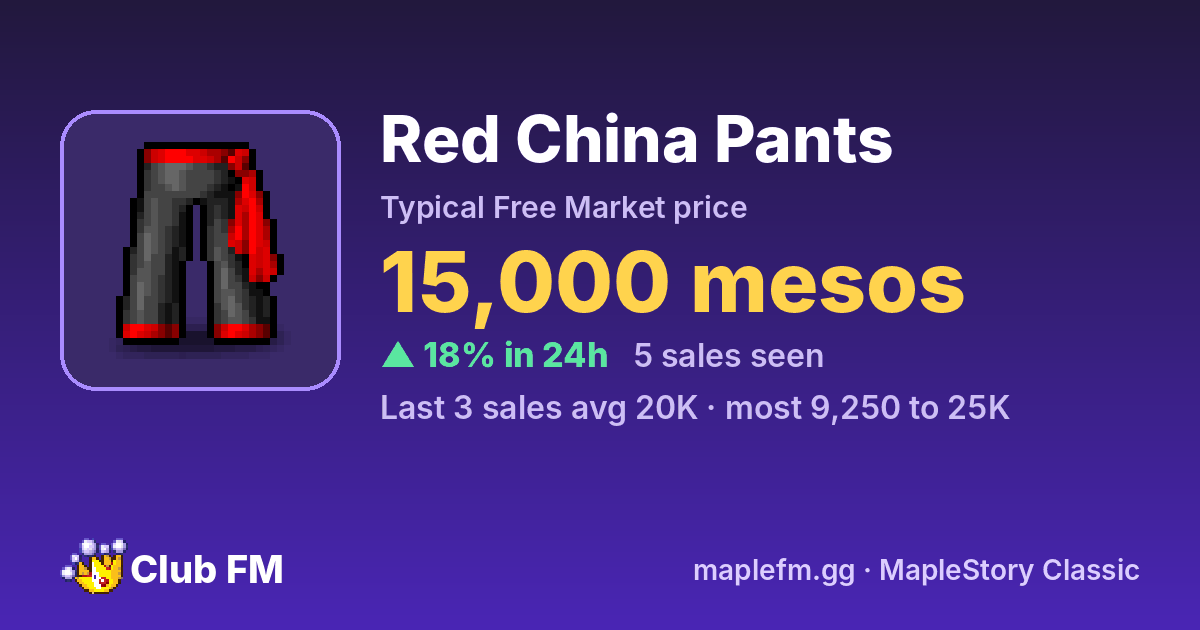 Red China Pants
Typical Free Market price
15,000 mesos
▲ 18% in 24h 5 sales seen
Last 3 sales avg 20K · most 9,250 to 25K
Club FM
maplefm.gg · MapleStory Classic